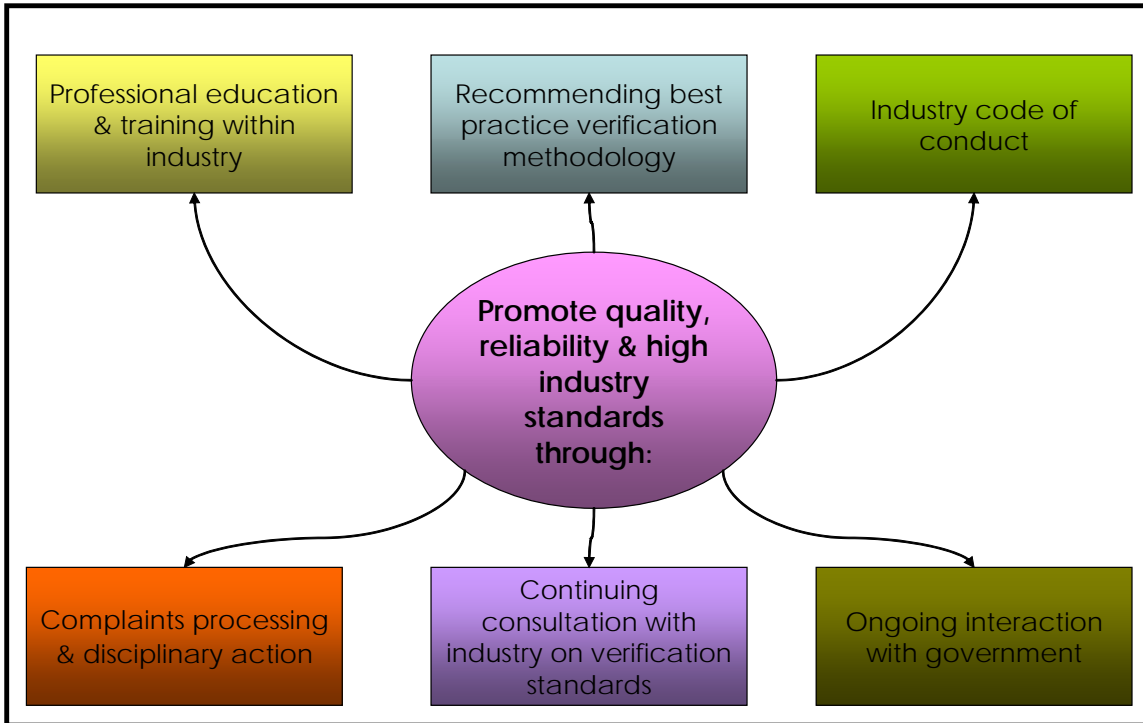 Professional education
& training within
industry
Recommending best
practice verification
methodology
Industry code of
conduct
Promote quality,
reliability & high
industry
standards
through:
Complaints processing
& disciplinary action
Continuing
consultation with
industry on verification
standards
Ongoing interaction
with government